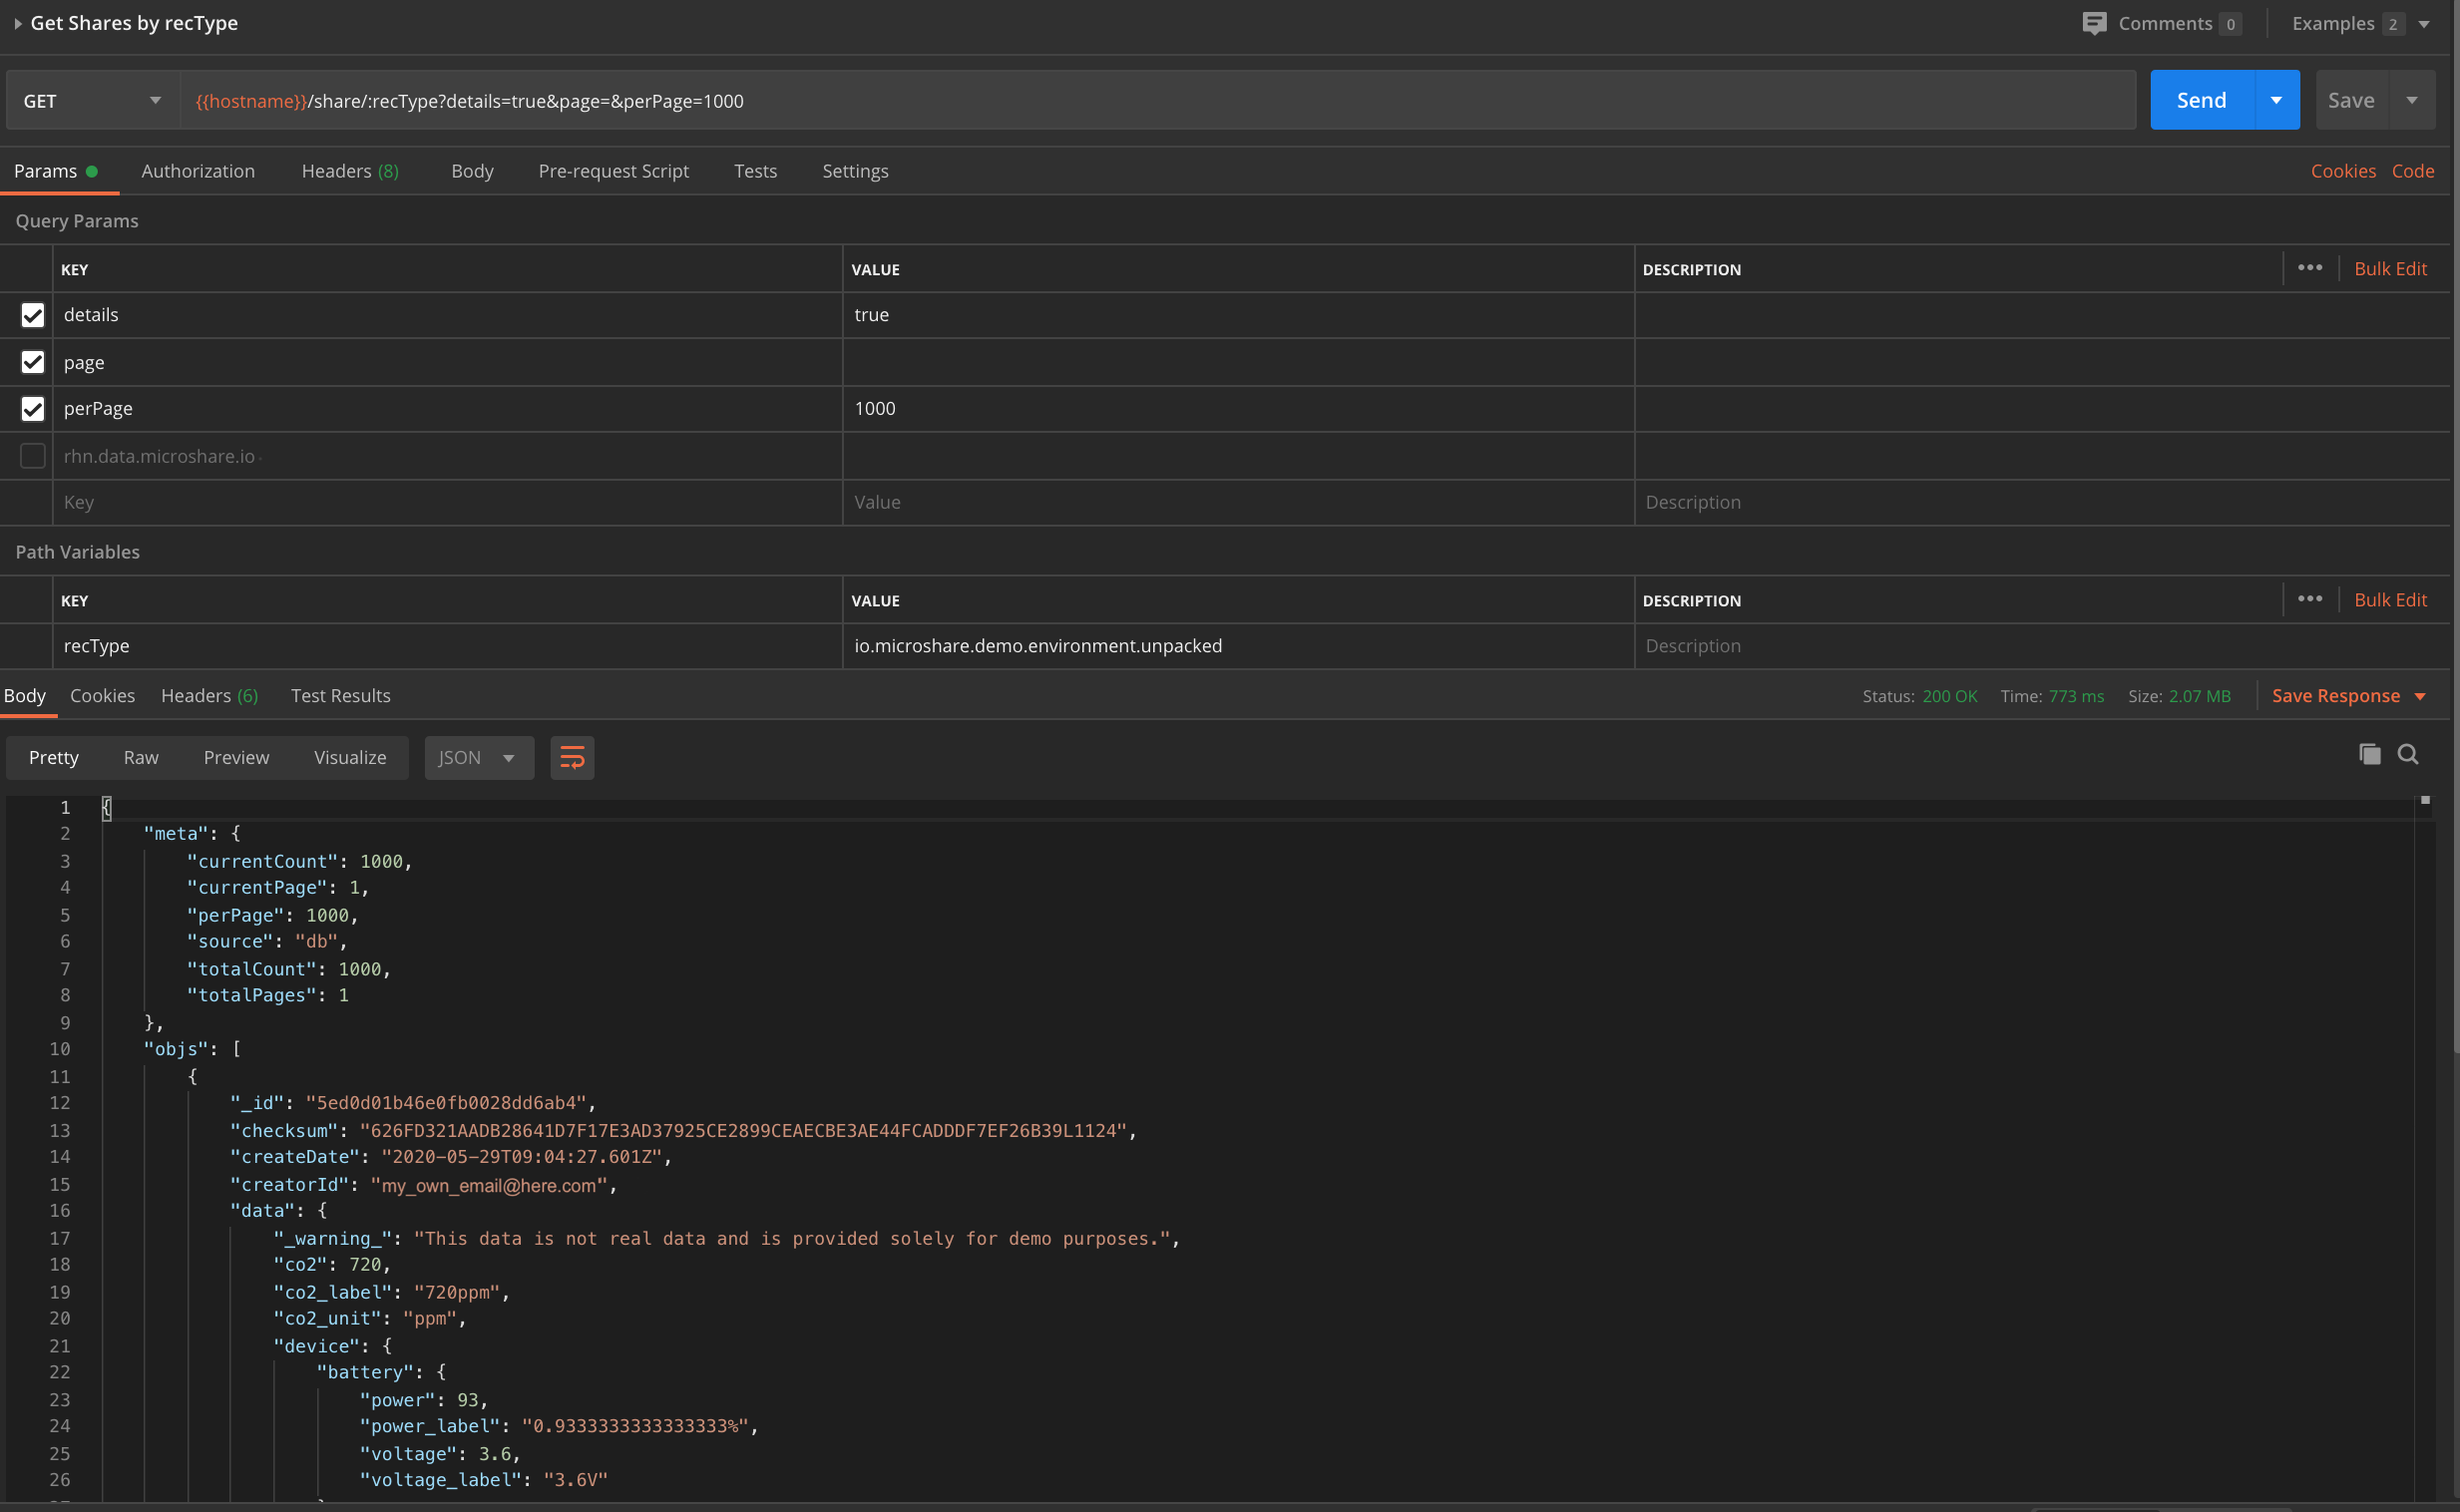 Get Shares by recType Comments 0 Examples 2
GET {{hostname}}/share/:recType?details=true&page=&perPage=1000 Send Save
Params Authorization Headers (8) Body Pre-request Script Tests Settings Cookies Code
Query Params
KEY VALUE DESCRIPTION ••• Bulk Edit
details true
page
perPage 1000
rhn.data.microshare.io
Key Value Description
Path Variables
KEY VALUE DESCRIPTION ••• Bulk Edit
recType io.microshare.demo.environment.unpacked Description
Body Cookies Headers (6) Test Results Status: 200 OK Time: 773 ms Size: 2.07 MB Save Response
Pretty Raw Preview Visualize JSON
1 {
2 "meta": {
3 "currentCount": 1000,
4 "currentPage": 1,
5 "perPage": 1000,
6 "source": "db",
7 "totalCount": 1000,
8 "totalPages": 1
9 },
10 "objs": [
11 {
12 "_id": "5ed0d01b46e0fb0028dd6ab4",
13 "checksum": "626FD321AADB28641D7F17E3AD37925CE2899CEAECBE3AE44FCADDDF7EF26B39L1124",
14 "createDate": "2020-05-29T09:04:27.601Z",
15 "creatorId": "my_own_email@here.com",
16 "data": {
17 "_warning_": "This data is not real data and is provided solely for demo purposes.",
18 "co2": 720,
19 "co2_label": "720ppm",
20 "co2_unit": "ppm",
21 "device": {
22 "battery": {
23 "power": 93,
24 "power_label": "0.9333333333333333%",
25 "voltage": 3.6,
26 "voltage_label": "3.6V"